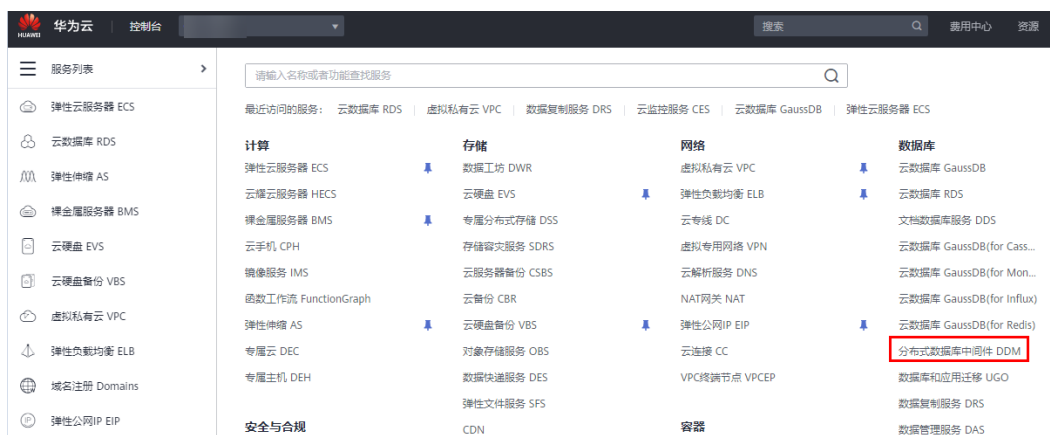 HUAWEI 华为云 控制台 搜索 费用中心 资源
服务列表
请输入名称或者功能查找服务
最近访问的服务: 云数据库 RDS 虚拟私有云 VPC 数据复制服务 DRS 云监控服务 CES 云数据库 GaussDB 弹性云服务器 ECS
弹性云服务器 ECS
云数据库 RDS
弹性伸缩 AS
裸金属服务器 BMS
云硬盘 EVS
云硬盘备份 VBS
虚拟私有云 VPC
弹性负载均衡 ELB
域名注册 Domains
弹性公网IP EIP
计算
弹性云服务器 ECS
云耀云服务器 HECS
裸金属服务器 BMS
云手机 CPH
镜像服务 IMS
函数工作流 FunctionGraph
弹性伸缩 AS
专属云 DEC
专属主机 DEH
安全与合规
存储
数据工坊 DWR
云硬盘 EVS
专属分布式存储 DSS
存储容灾服务 SDRS
云服务器备份 CSBS
云备份 CBR
云硬盘备份 VBS
对象存储服务 OBS
数据快递服务 DES
弹性文件服务 SFS
CDN
网络
虚拟私有云 VPC
弹性负载均衡 ELB
云专线 DC
虚拟专用网络 VPN
云解析服务 DNS
NAT网关 NAT
弹性公网IP EIP
云连接 CC
VPC终端节点 VPCEP
容器
数据库
云数据库 GaussDB
云数据库 RDS
文档数据库服务 DDS
云数据库 GaussDB(for Cass...
云数据库 GaussDB(for Mon...
云数据库 GaussDB(for Influx)
云数据库 GaussDB(for Redis)
分布式数据库中间件 DDM
数据库和应用迁移 UGO
数据复制服务 DRS
数据管理服务 DAS